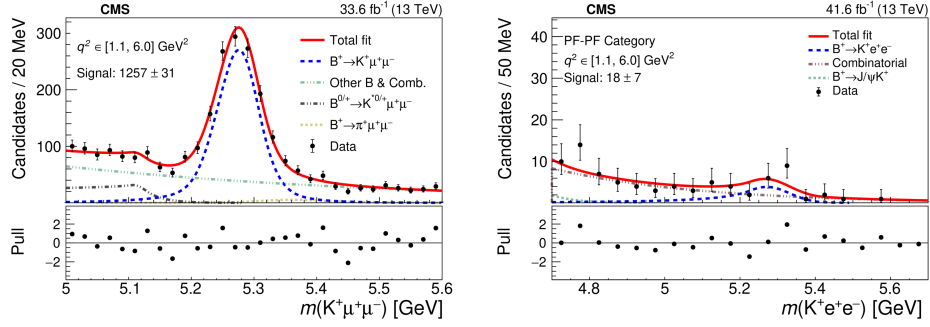 CMS
33.6 fb⁻¹ (13 TeV)
Candidates / 20 MeV
300
200
100
q² ∈ [1.1, 6.0] GeV²
Signal: 1257 ± 31
Total fit
B⁺→K⁺μ⁺μ⁻
Other B & Comb.
B⁰ᐟ⁺→K*⁰ᐟ⁺μ⁺μ⁻
B⁺→π⁺μ⁺μ⁻
Data
Pull
2
0
−2
5
5.1
5.2
5.3
5.4
5.5
5.6
m(K⁺μ⁺μ⁻) [GeV]
CMS
41.6 fb⁻¹ (13 TeV)
Candidates / 50 MeV
40
30
20
10
PF-PF Category
q² ∈ [1.1, 6.0] GeV²
Signal: 18 ± 7
Total fit
B⁺→K⁺e⁺e⁻
Combinatorial
B⁺→J/ψK⁺
Data
Pull
2
0
−2
4.8
5
5.2
5.4
5.6
m(K⁺e⁺e⁻) [GeV]